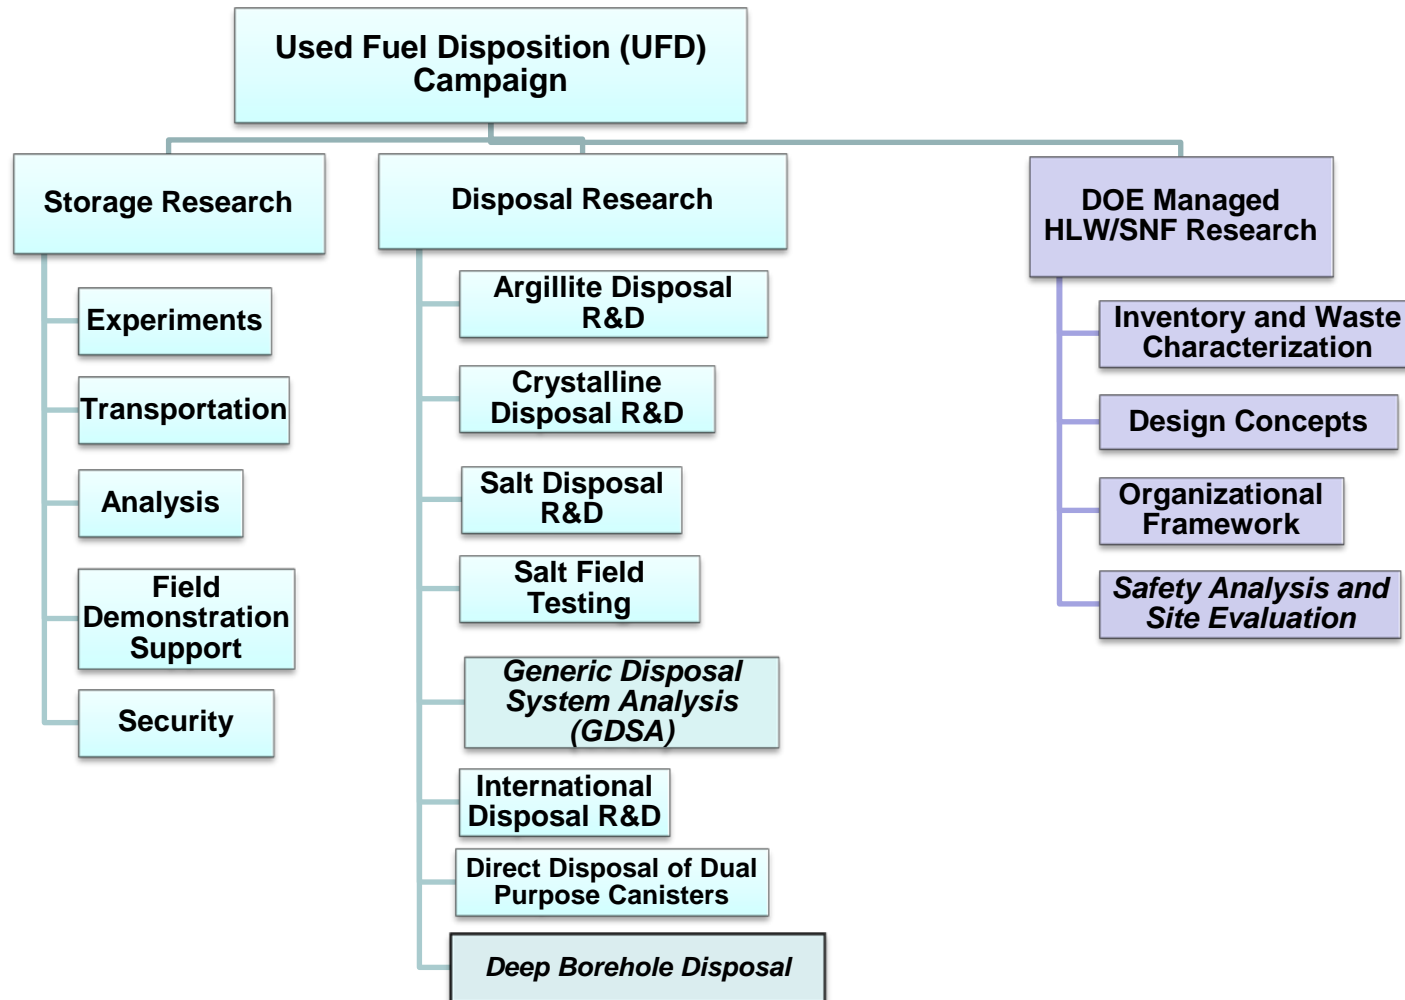 Used Fuel Disposition (UFD)
Campaign
Storage Research
Experiments
Transportation
Analysis
Field
Demonstration
Support
Security
Disposal Research
Argillite Disposal
R&D
Crystalline
Disposal R&D
Salt Disposal
R&D
Salt Field
Testing
Generic Disposal
System Analysis
(GDSA)
International
Disposal R&D
Direct Disposal of Dual
Purpose Canisters
Deep Borehole Disposal
DOE Managed
HLW/SNF Research
Inventory and Waste
Characterization
Design Concepts
Organizational
Framework
Safety Analysis and
Site Evaluation